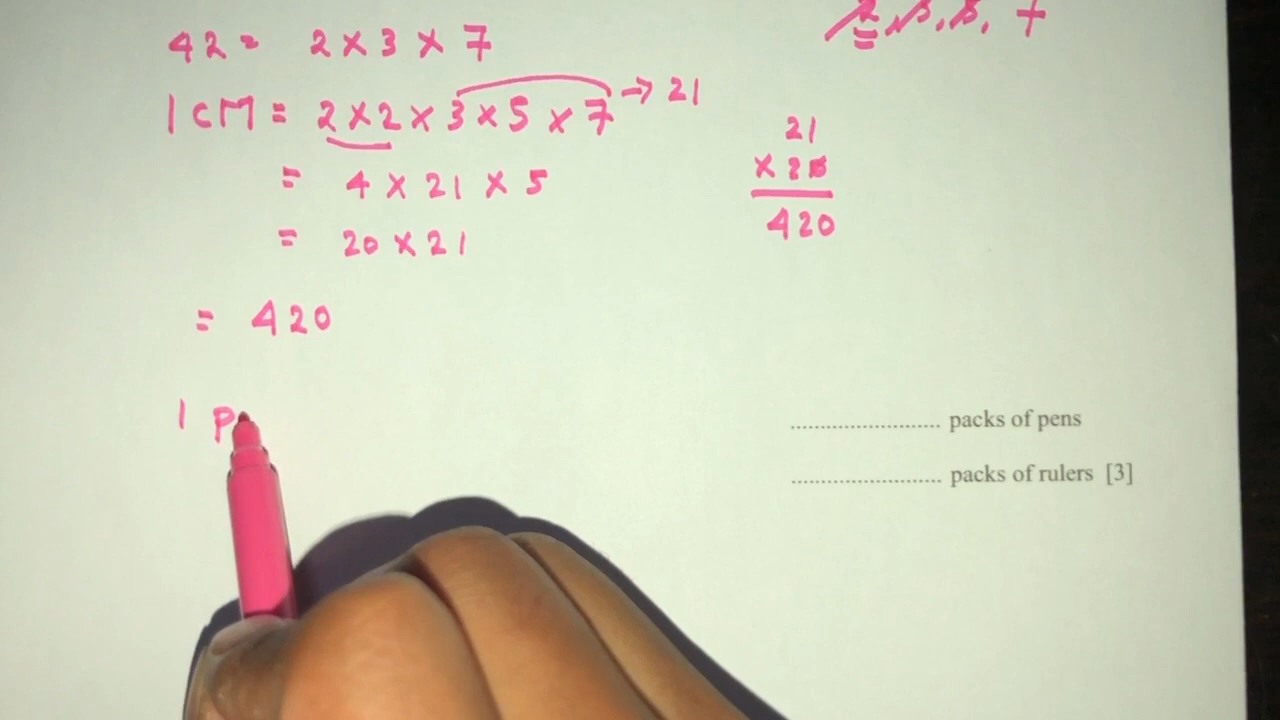 42 = 2 × 3 × 7
LCM = 2 × 2 × 3 × 5 × 7 → 21
= 4 × 21 × 5
= 20 × 21
= 420
21
× 20
420
1 p
.......................... packs of pens
.......................... packs of rulers [3]